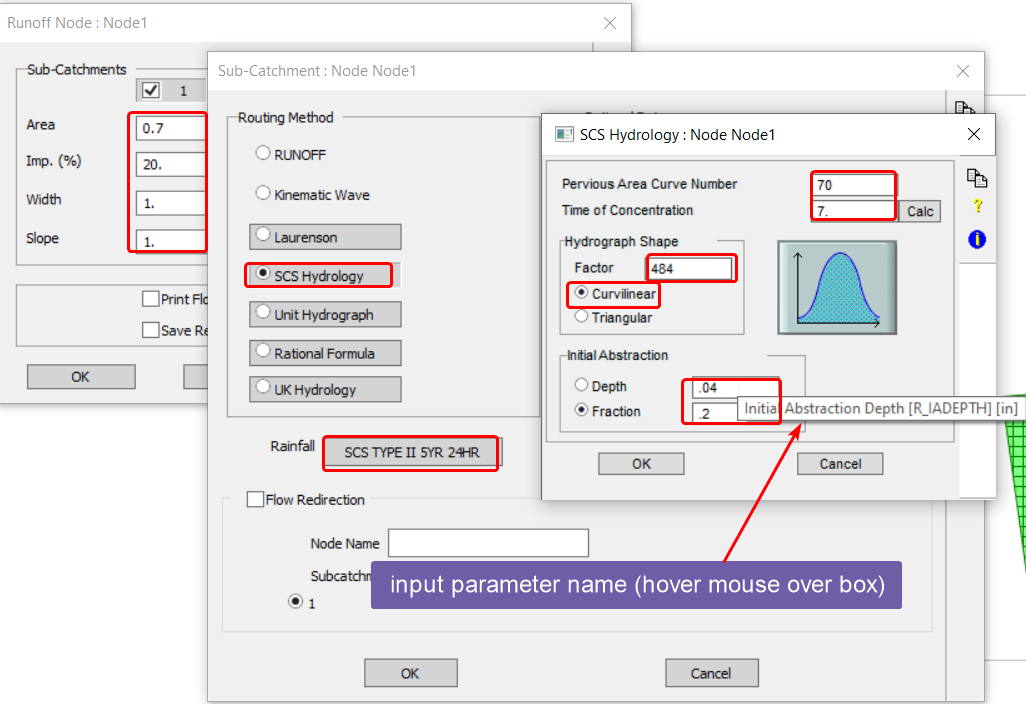 Runoff Node : Node1
Sub-Catchments
1
Area
0.7
Imp. (%)
20.
Width
1.
Slope
1.
Print Flo
Save Re
OK
Sub-Catchment : Node Node1
Routing Method
RUNOFF
Kinematic Wave
Laurenson
SCS Hydrology
Unit Hydrograph
Rational Formula
UK Hydrology
Rainfall
SCS TYPE II 5YR 24HR
Flow Redirection
Node Name
Subcatchm
1
OK
Cancel
SCS Hydrology : Node Node1
Pervious Area Curve Number
70
Time of Concentration
7.
Calc
Hydrograph Shape
Factor
484
Curvilinear
Triangular
Initial Abstraction
Depth
.04
Fraction
.2
Initial Abstraction Depth [R_IADEPTH] [in]
OK
Cancel
input parameter name (hover mouse over box)